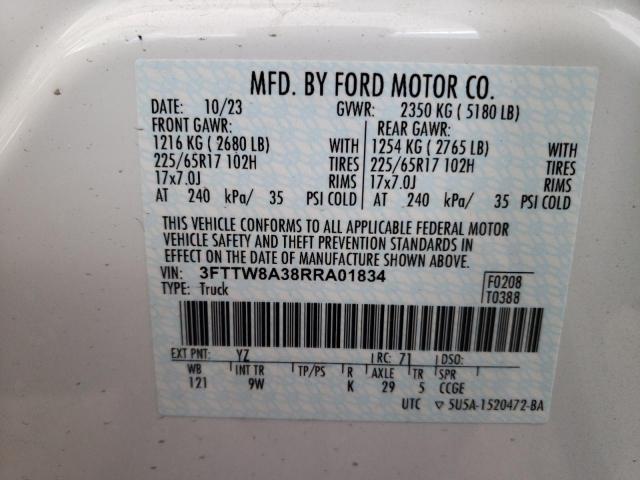 MFD. BY FORD MOTOR CO.
DATE: 10/23 GVWR: 2350 KG ( 5180 LB)
FRONT GAWR: REAR GAWR:
1216 KG ( 2680 LB) WITH 1254 KG ( 2765 LB) WITH
225/65R17 102H TIRES 225/65R17 102H TIRES
17x7.0J RIMS 17x7.0J RIMS
AT 240 kPa/ 35 PSI COLD AT 240 kPa/ 35 PSI COLD
THIS VEHICLE CONFORMS TO ALL APPLICABLE FEDERAL MOTOR
VEHICLE SAFETY AND THEFT PREVENTION STANDARDS IN
EFFECT ON THE DATE OF MANUFACTURE SHOWN ABOVE.
VIN: 3FTTW8A38RRA01834 F0208
TYPE: Truck T0388
EXT PNT: YZ RC: 71 DSO:
WB INT TR TP/PS R AXLE TR SPR
121 9W K 29 5 CCGE
UTC ▽ 5U5A-1520472-BA